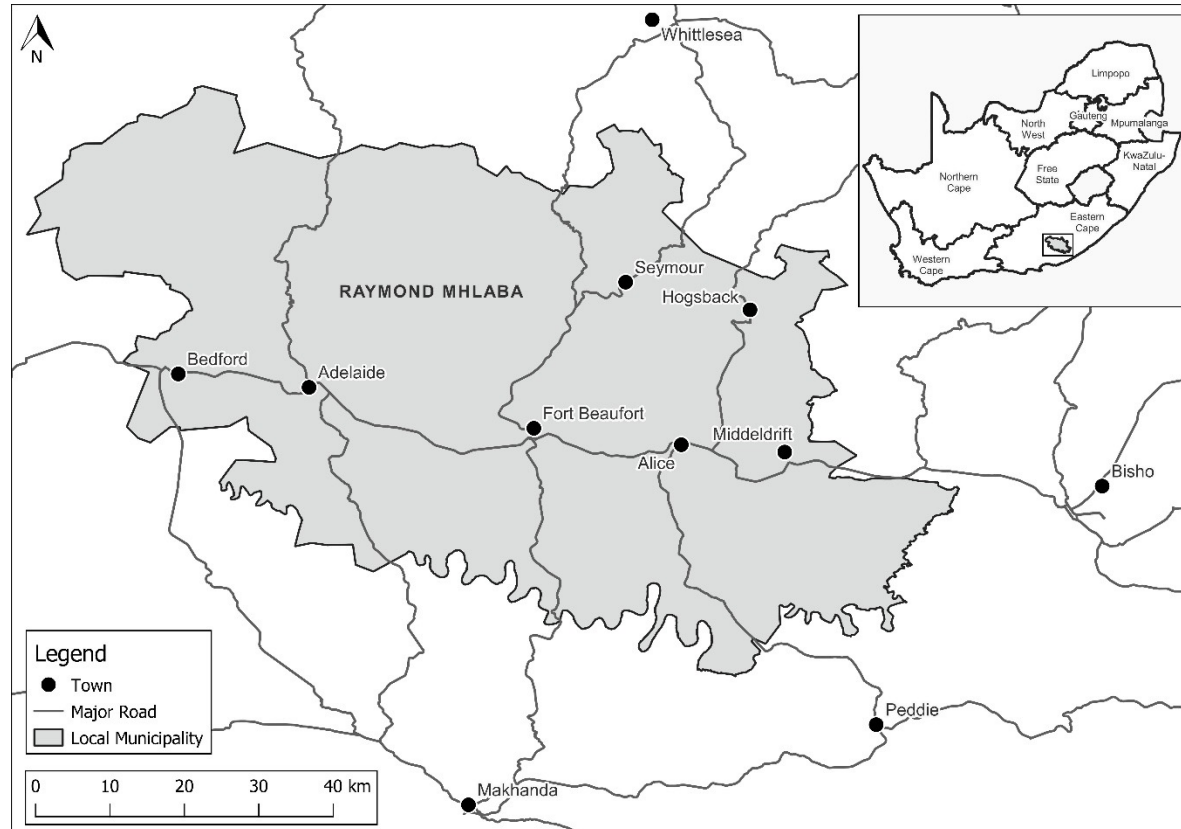 N
Whittlesea
Seymour
Hogsback
RAYMOND MHLABA
Bedford
Adelaide
Fort Beaufort
Alice
Middeldrift
Bisho
Peddie
Makhanda
Limpopo
North
West
Gauteng
Mpumalanga
KwaZulu-
Natal
Free
State
Northern
Cape
Eastern
Cape
Western
Cape
Legend
Town
Major Road
Local Municipality
0 10 20 30 40 km